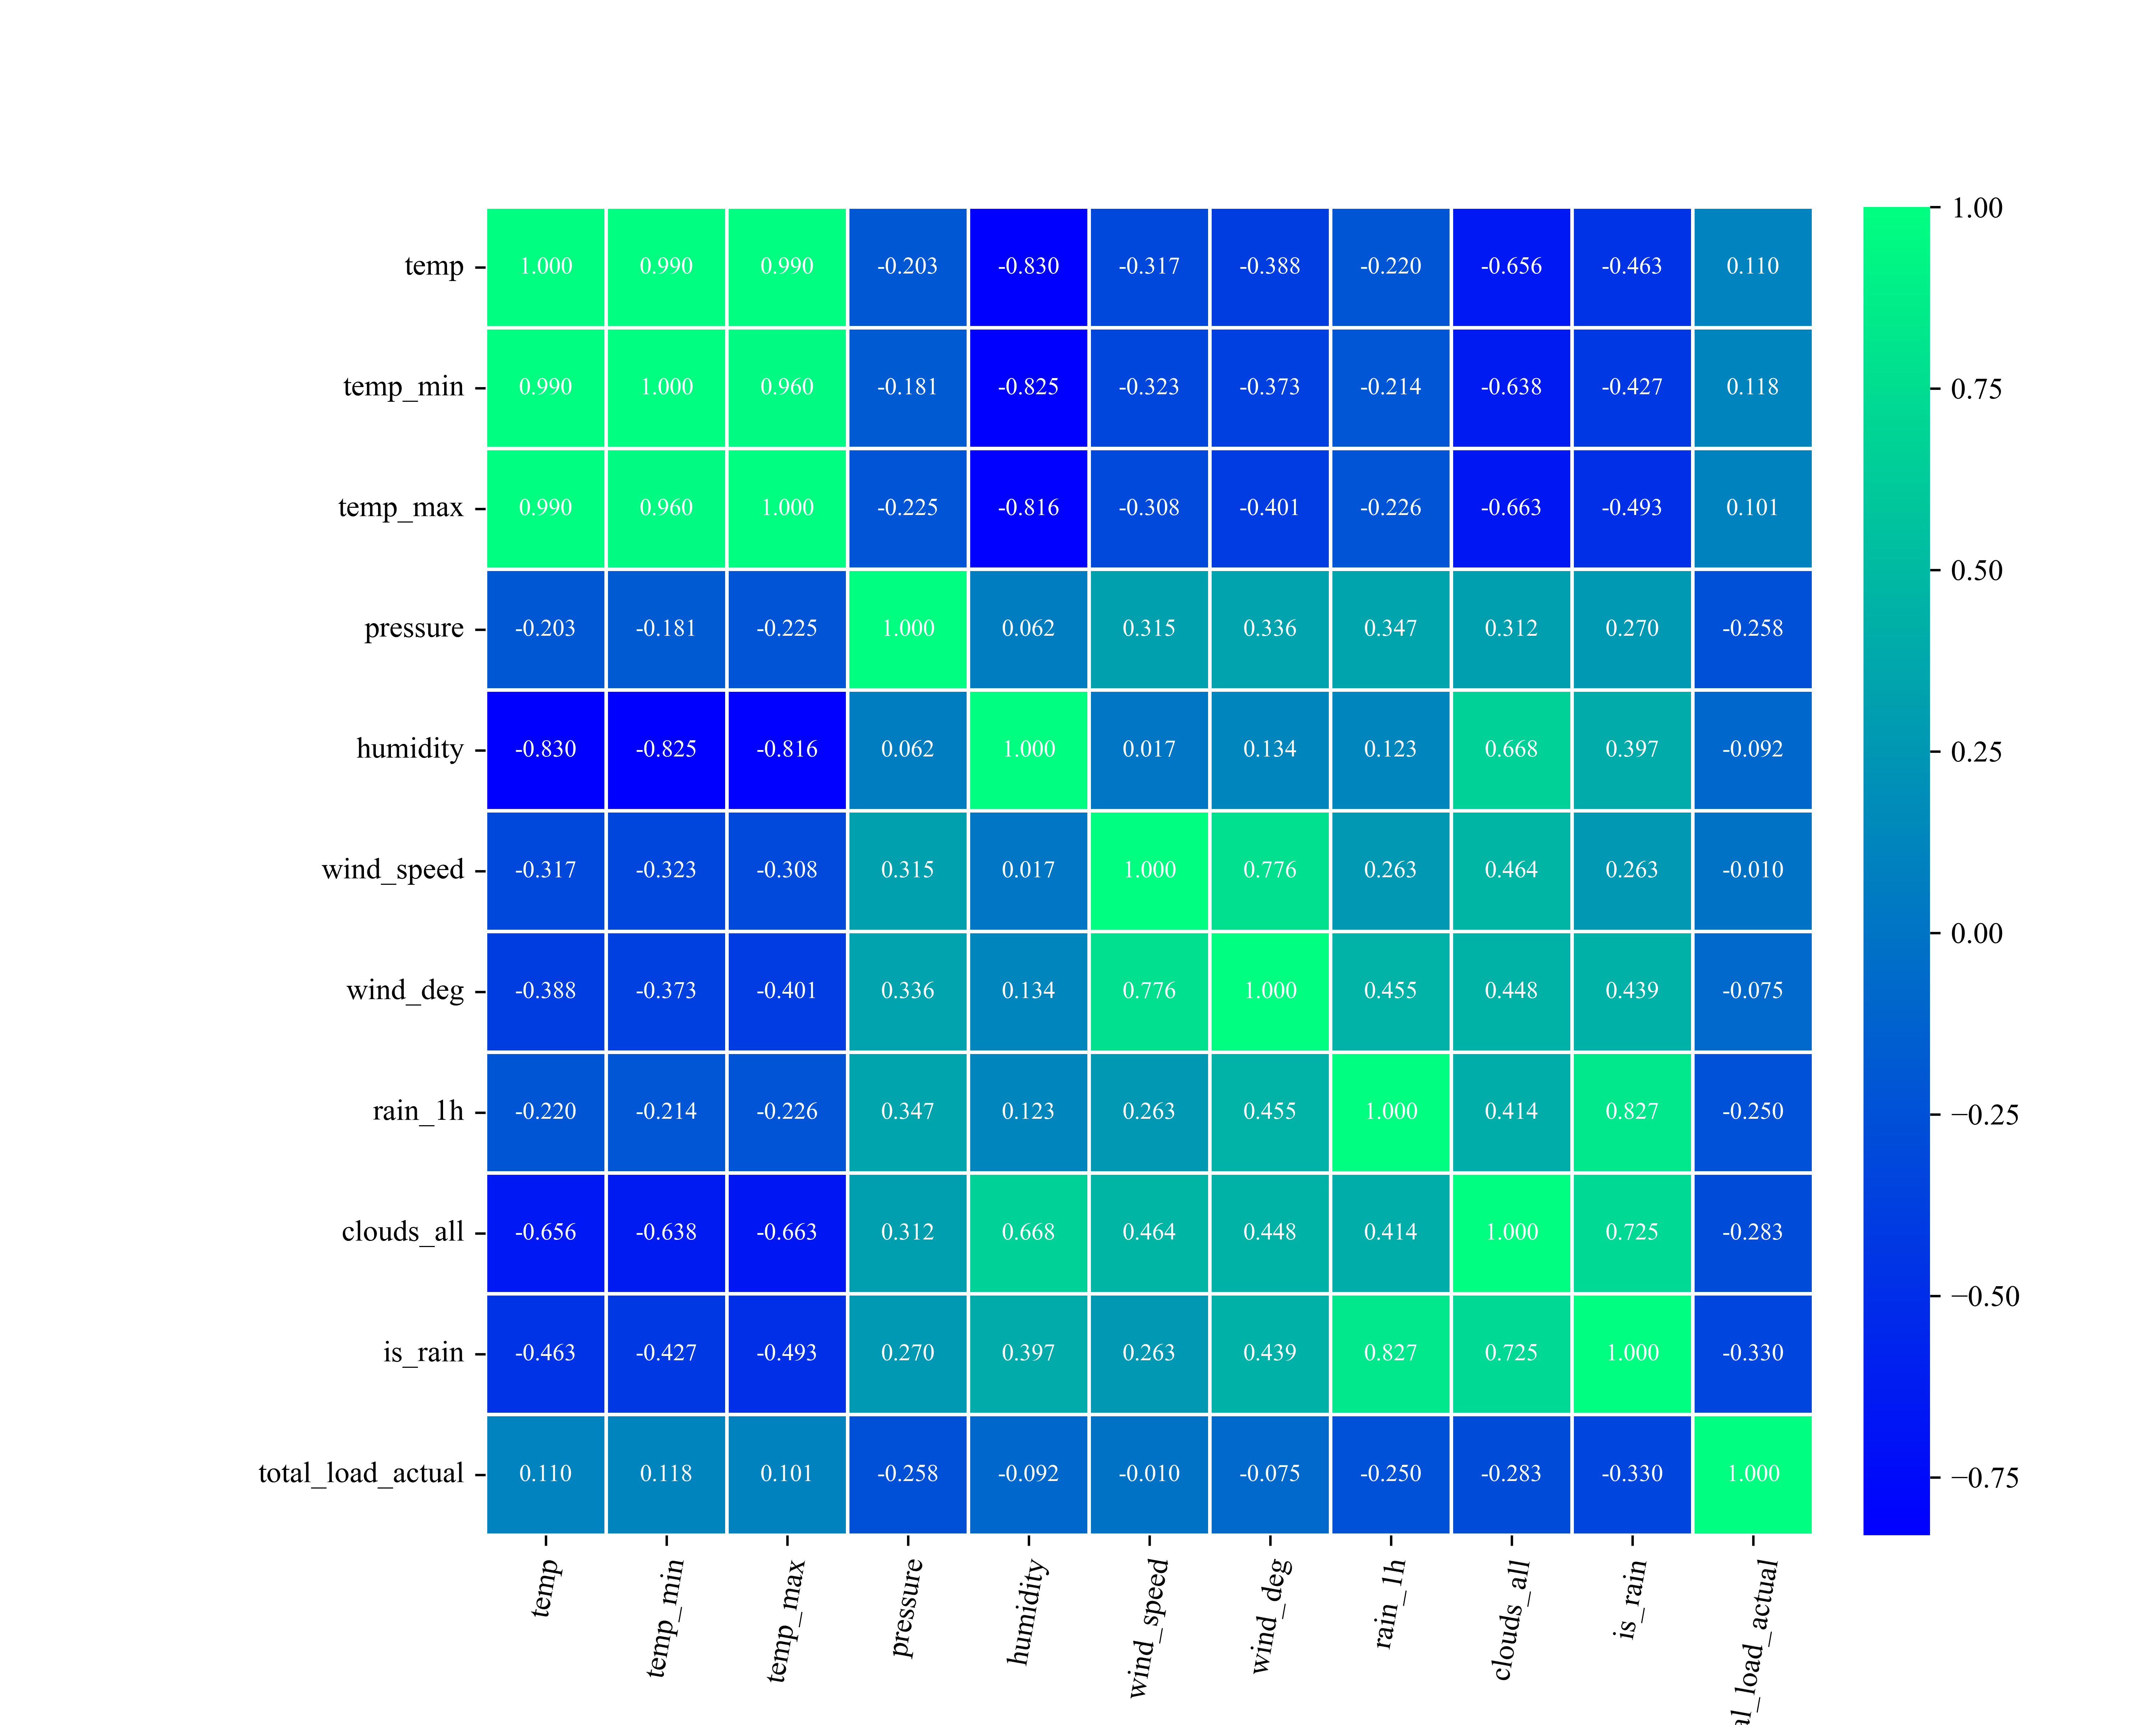 1.00
temp 1.000 0.990 0.990 -0.203 -0.830 -0.317 -0.388 -0.220 -0.656 -0.463 0.110
temp_min 0.990 1.000 0.960 -0.181 -0.825 -0.323 -0.373 -0.214 -0.638 -0.427 0.118
0.75
temp_max 0.990 0.960 1.000 -0.225 -0.816 -0.308 -0.401 -0.226 -0.663 -0.493 0.101
0.50
pressure -0.203 -0.181 -0.225 1.000 0.062 0.315 0.336 0.347 0.312 0.270 -0.258
humidity -0.830 -0.825 -0.816 0.062 1.000 0.017 0.134 0.123 0.668 0.397 -0.092
0.25
wind_speed -0.317 -0.323 -0.308 0.315 0.017 1.000 0.776 0.263 0.464 0.263 -0.010
0.00
wind_deg -0.388 -0.373 -0.401 0.336 0.134 0.776 1.000 0.455 0.448 0.439 -0.075
rain_1h -0.220 -0.214 -0.226 0.347 0.123 0.263 0.455 1.000 0.414 0.827 -0.250
−0.25
clouds_all -0.656 -0.638 -0.663 0.312 0.668 0.464 0.448 0.414 1.000 0.725 -0.283
−0.50
is_rain -0.463 -0.427 -0.493 0.270 0.397 0.263 0.439 0.827 0.725 1.000 -0.330
total_load_actual 0.110 0.118 0.101 -0.258 -0.092 -0.010 -0.075 -0.250 -0.283 -0.330 1.000
−0.75
temp temp_min temp_max pressure humidity wind_speed wind_deg rain_1h clouds_all is_rain al_load_actual